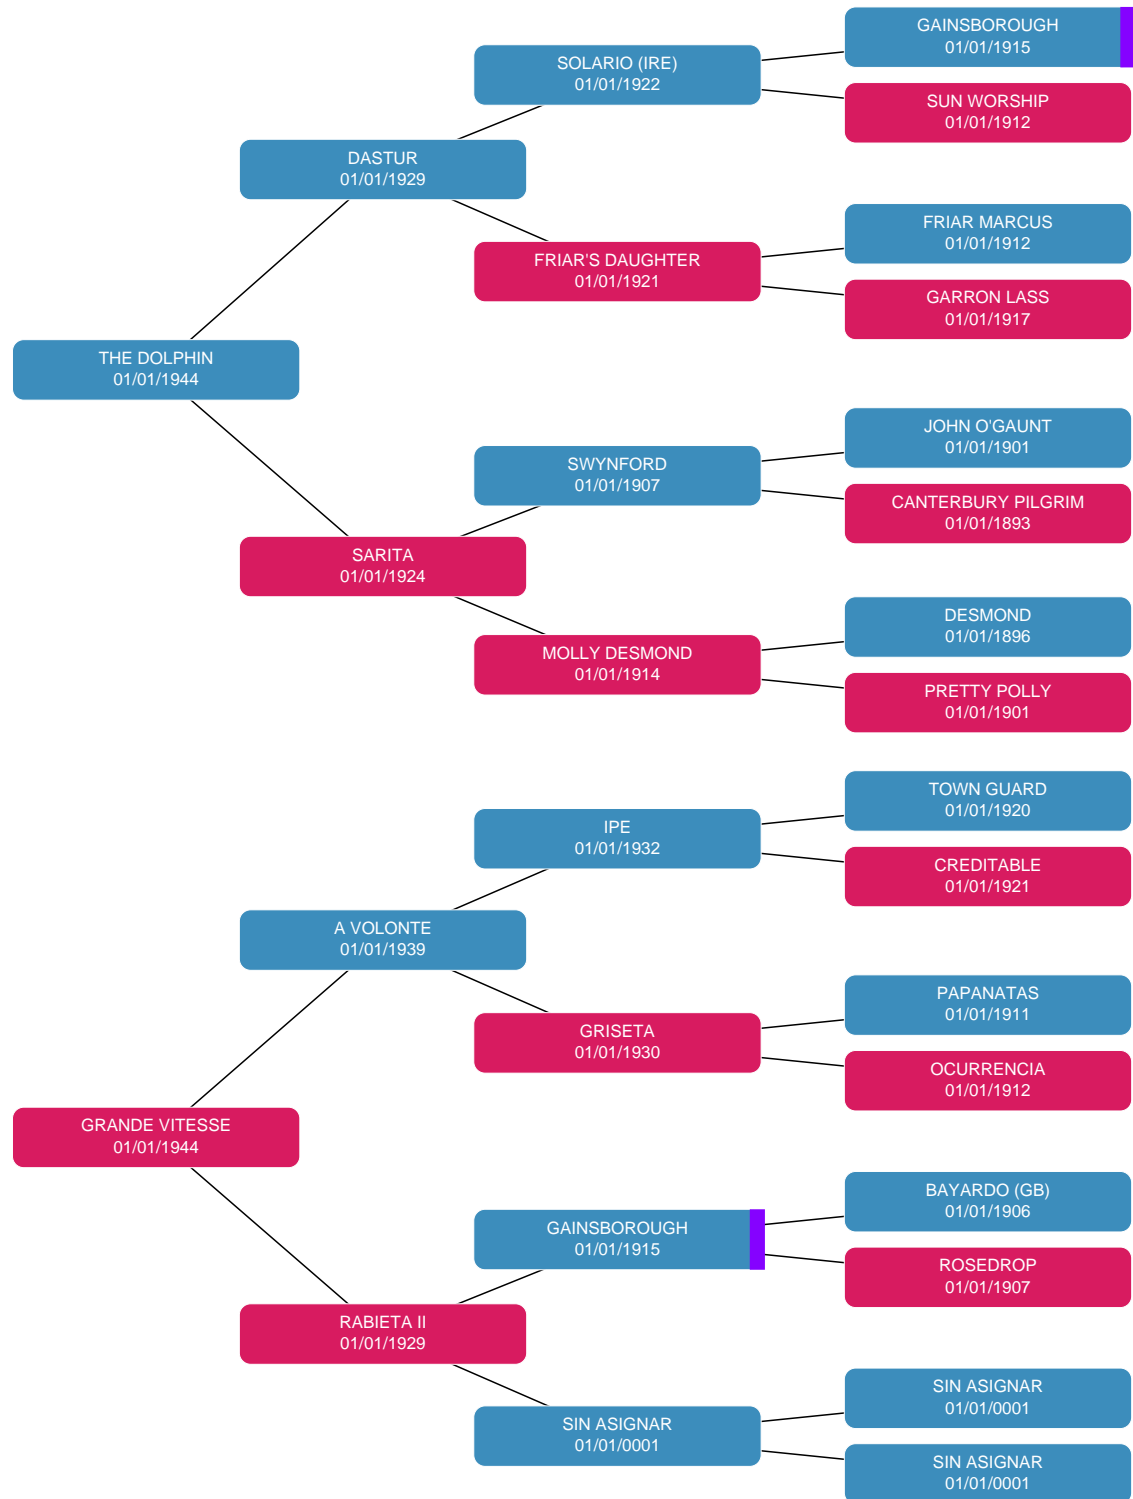 GAINSBOROUGH
01/01/1915
SOLARIO (IRE)
01/01/1922
SUN WORSHIP
01/01/1912
DASTUR
01/01/1929
FRIAR MARCUS
01/01/1912
FRIAR'S DAUGHTER
01/01/1921
GARRON LASS
01/01/1917
THE DOLPHIN
01/01/1944
JOHN O'GAUNT
01/01/1901
SWYNFORD
01/01/1907
CANTERBURY PILGRIM
01/01/1893
SARITA
01/01/1924
DESMOND
01/01/1896
MOLLY DESMOND
01/01/1914
PRETTY POLLY
01/01/1901
TOWN GUARD
01/01/1920
IPE
01/01/1932
CREDITABLE
01/01/1921
A VOLONTE
01/01/1939
PAPANATAS
01/01/1911
GRISETA
01/01/1930
OCURRENCIA
01/01/1912
GRANDE VITESSE
01/01/1944
BAYARDO (GB)
01/01/1906
GAINSBOROUGH
01/01/1915
ROSEDROP
01/01/1907
RABIETA II
01/01/1929
SIN ASIGNAR
01/01/0001
SIN ASIGNAR
01/01/0001
SIN ASIGNAR
01/01/0001